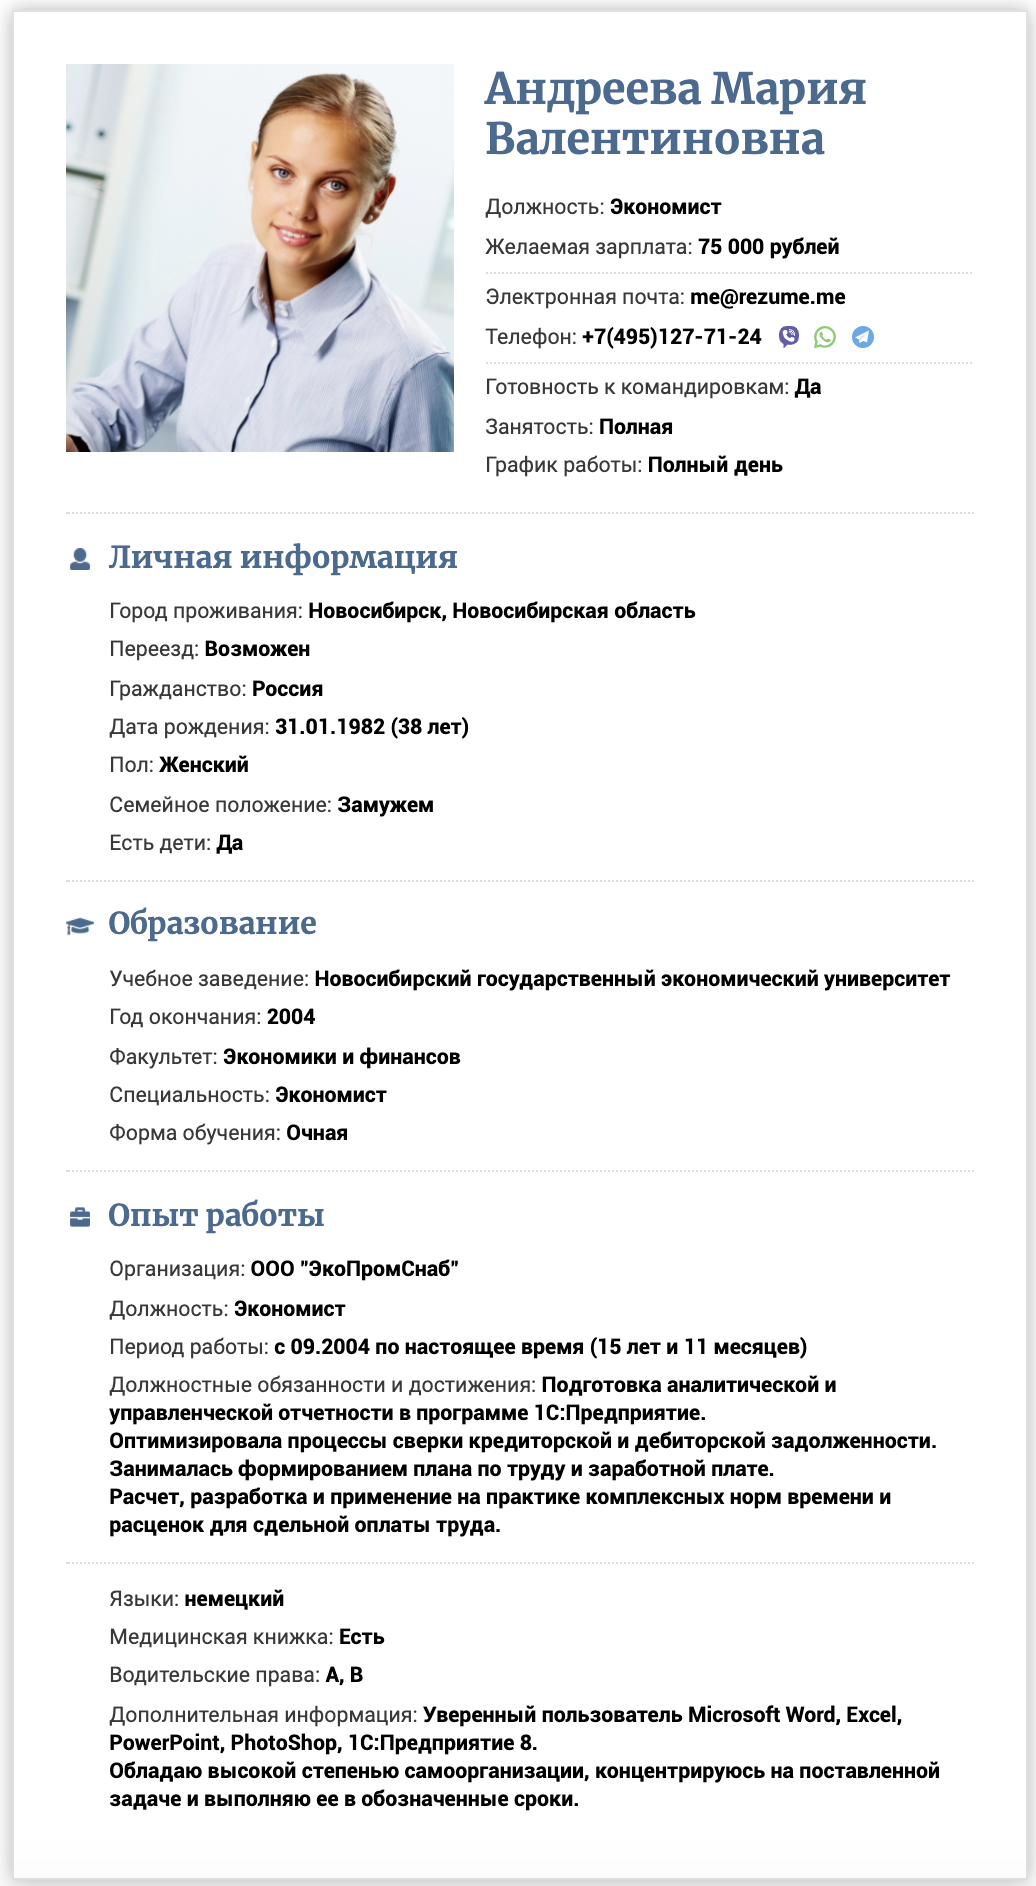 Андреева Мария
Валентиновна
Должность: Экономист
Желаемая зарплата: 75 000 рублей
Электронная почта: me@rezume.me
Телефон: +7(495)127-71-24
Готовность к командировкам: Да
Занятость: Полная
График работы: Полный день
Личная информация
Город проживания: Новосибирск, Новосибирская область
Переезд: Возможен
Гражданство: Россия
Дата рождения: 31.01.1982 (38 лет)
Пол: Женский
Семейное положение: Замужем
Есть дети: Да
Образование
Учебное заведение: Новосибирский государственный экономический университет
Год окончания: 2004
Факультет: Экономики и финансов
Специальность: Экономист
Форма обучения: Очная
Опыт работы
Организация: ООО "ЭкоПромСнаб"
Должность: Экономист
Период работы: с 09.2004 по настоящее время (15 лет и 11 месяцев)
Должностные обязанности и достижения: Подготовка аналитической и
управленческой отчетности в программе 1С:Предприятие.
Оптимизировала процессы сверки кредиторской и дебиторской задолженности.
Занималась формированием плана по труду и заработной плате.
Расчет, разработка и применение на практике комплексных норм времени и
расценок для сдельной оплаты труда.
Языки: немецкий
Медицинская книжка: Есть
Водительские права: A, B
Дополнительная информация: Уверенный пользователь Microsoft Word, Excel,
PowerPoint, PhotoShop, 1С:Предприятие 8.
Обладаю высокой степенью самоорганизации, концентрируюсь на поставленной
задаче и выполняю ее в обозначенные сроки.